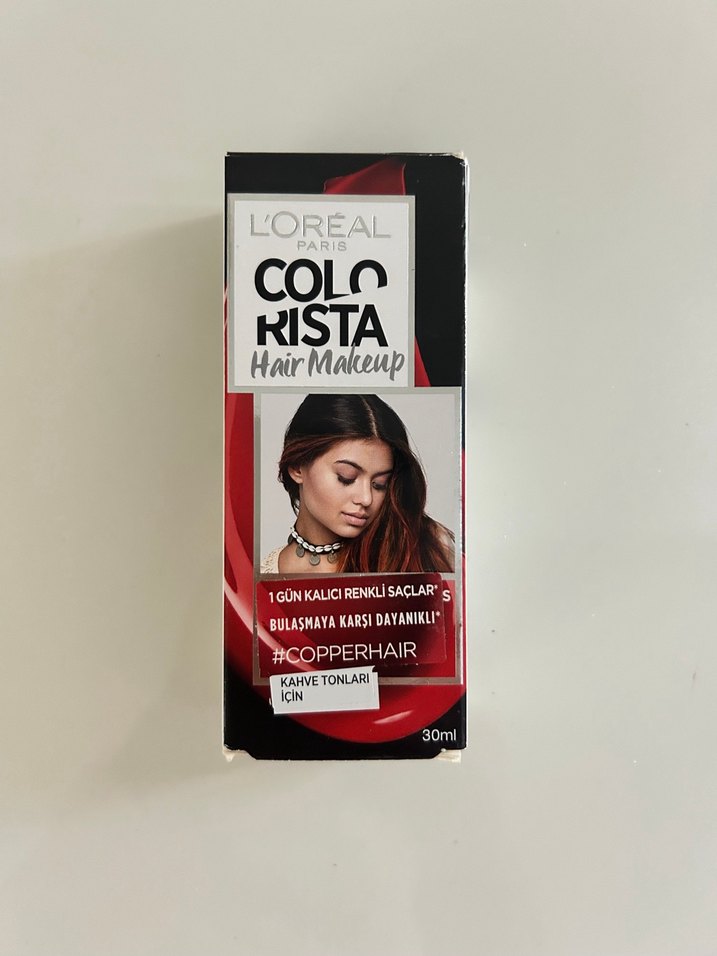 L'ORÉAL
PARIS
COLO
RISTA
Hair Makeup
1 GÜN KALICI RENKLİ SAÇLAR*
S
BULAŞMAYA KARŞI DAYANIKLI*
#COPPERHAIR
KAHVE TONLARI
İÇİN
30ml